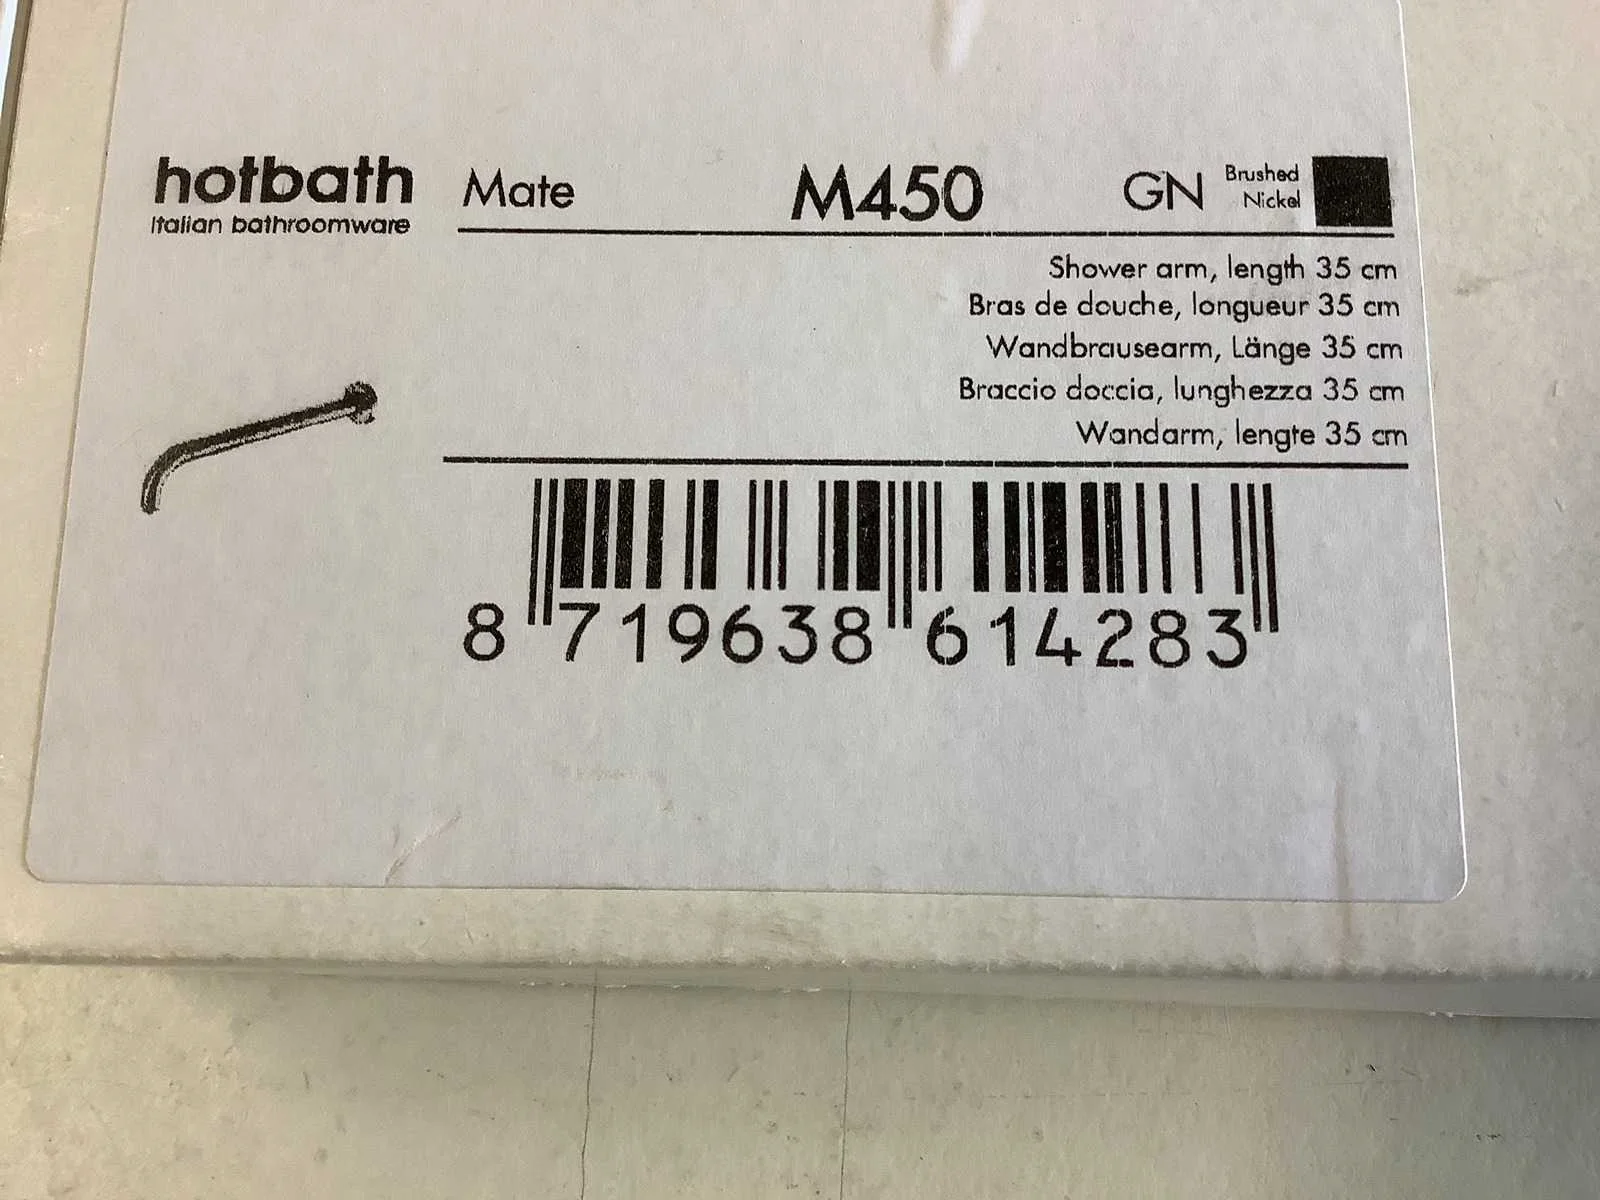 hotbath
Italian bathroomware
Mate
M450
GN
Brushed
Nickel
Shower arm, length 35 cm
Bras de douche, longueur 35 cm
Wandbrausearm, Länge 35 cm
Braccio doccia, lunghezza 35 cm
Wandarm, lengte 35 cm
8 719638 614283